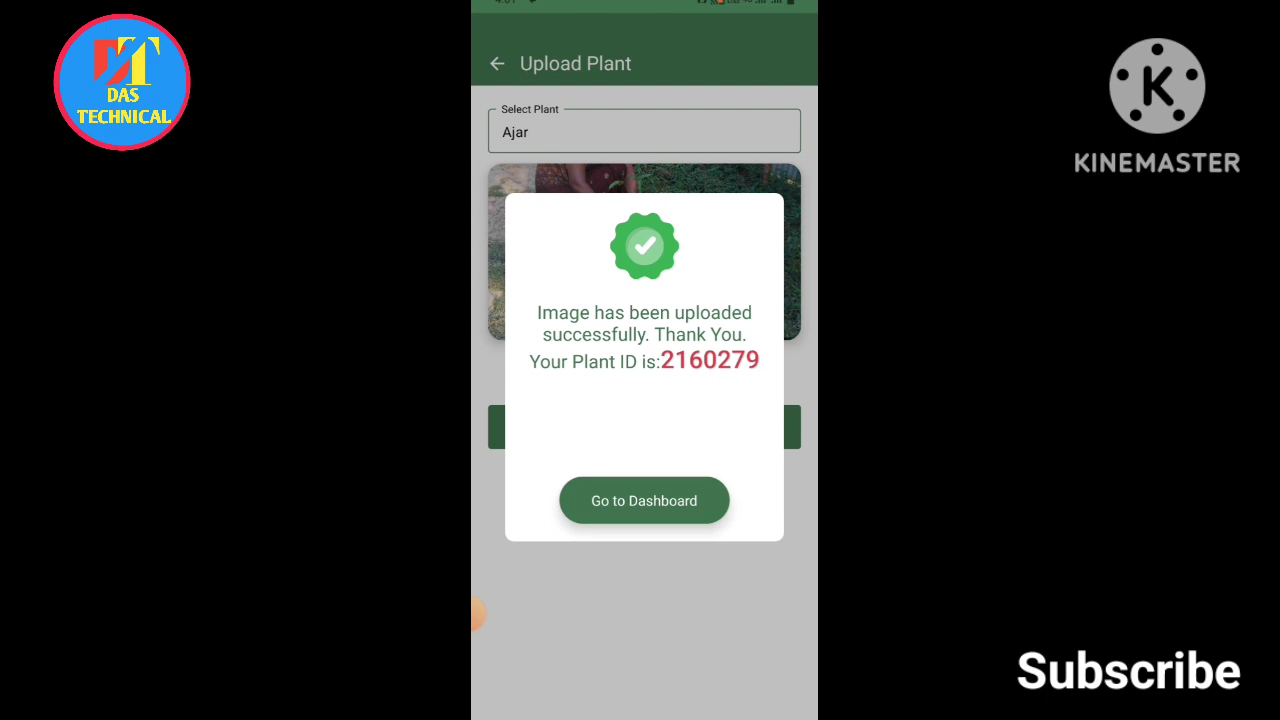 DAS
TECHNICAL
Upload Plant
Select Plant
Ajar
Image has been uploaded
successfully. Thank You.
Your Plant ID is:2160279
Go to Dashboard
K
KINEMASTER
Subscribe